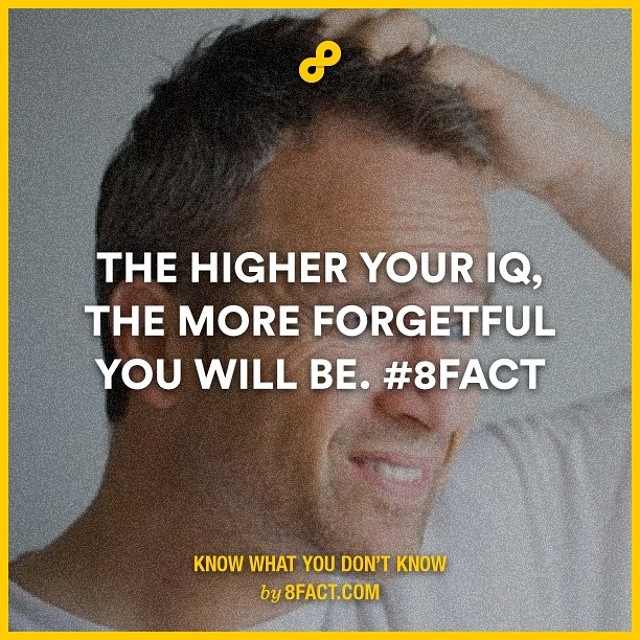 THE HIGHER YOUR IQ,
THE MORE FORGETFUL
YOU WILL BE. #8FACT
KNOW WHAT YOU DON'T KNOW
by 8FACT.COM